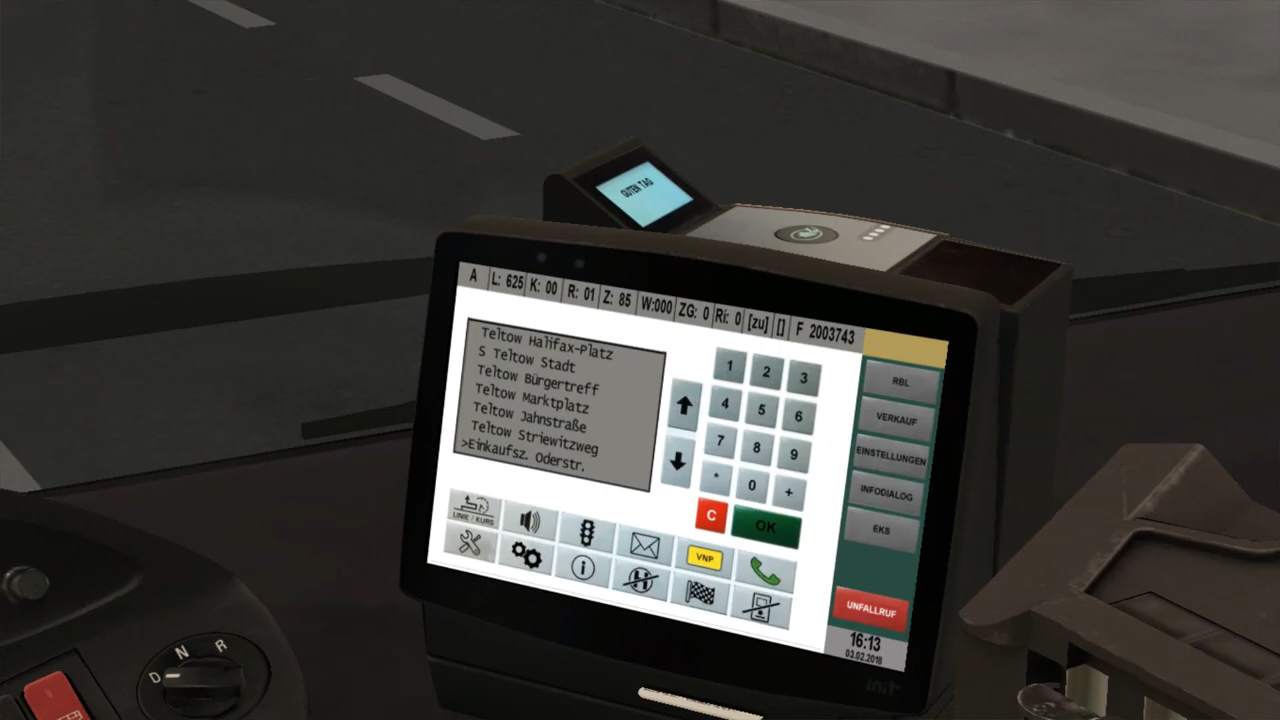 GUTEN TAG
A L: 625 K: 00 R: 01 Z: 85 W:000 ZG: 0 Ri: 0 [zu] [] F 2003743
Teltow Halifax-Platz
S Teltow Stadt
Teltow Bürgertreff
Teltow Marktplatz
Teltow Jahnstraße
Teltow Striewitzweg
>Einkaufsz. Oderstr.
1 2 3
4 5 6
7 8 9
* 0 +
C OK
LINIE / KURS
VNP
RBL
VERKAUF
EINSTELLUNGEN
INFODIALOG
EKS
UNFALLRUF
16:13
03.02.2018
init
D N R